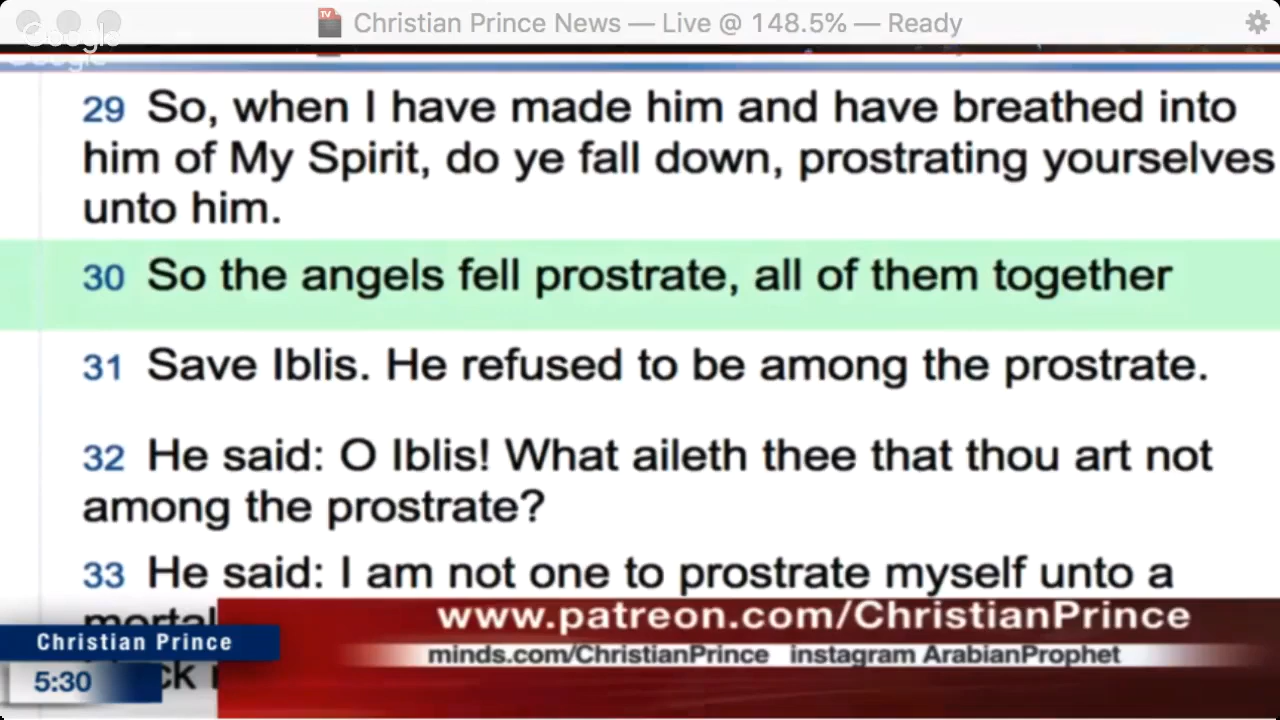 TV
Christian Prince News — Live @ 148.5% — Ready
Google
Google
29 So, when I have made him and have breathed into
him of My Spirit, do ye fall down, prostrating yourselves
unto him.
30 So the angels fell prostrate, all of them together
31 Save Iblis. He refused to be among the prostrate.
32 He said: O Iblis! What aileth thee that thou art not
among the prostrate?
33 He said: I am not one to prostrate myself unto a
mortal
www.patreon.com/ChristianPrince
Christian Prince
minds.com/ChristianPrince instagram ArabianProphet
5:30